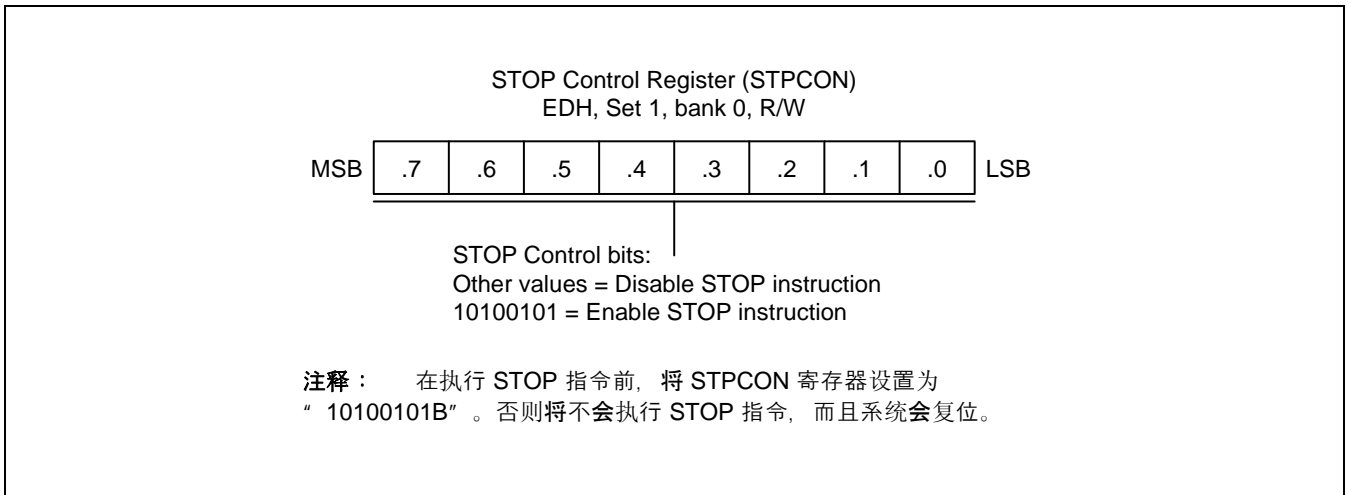 STOP Control Register (STPCON)
EDH, Set 1, bank 0, R/W
MSB .7 .6 .5 .4 .3 .2 .1 .0 LSB
STOP Control bits:
Other values = Disable STOP instruction
10100101 = Enable STOP instruction
注释： 在执行 STOP 指令前, 将 STPCON 寄存器设置为
“ 10100101B” 。否则将不会执行 STOP 指令, 而且系统会复位。